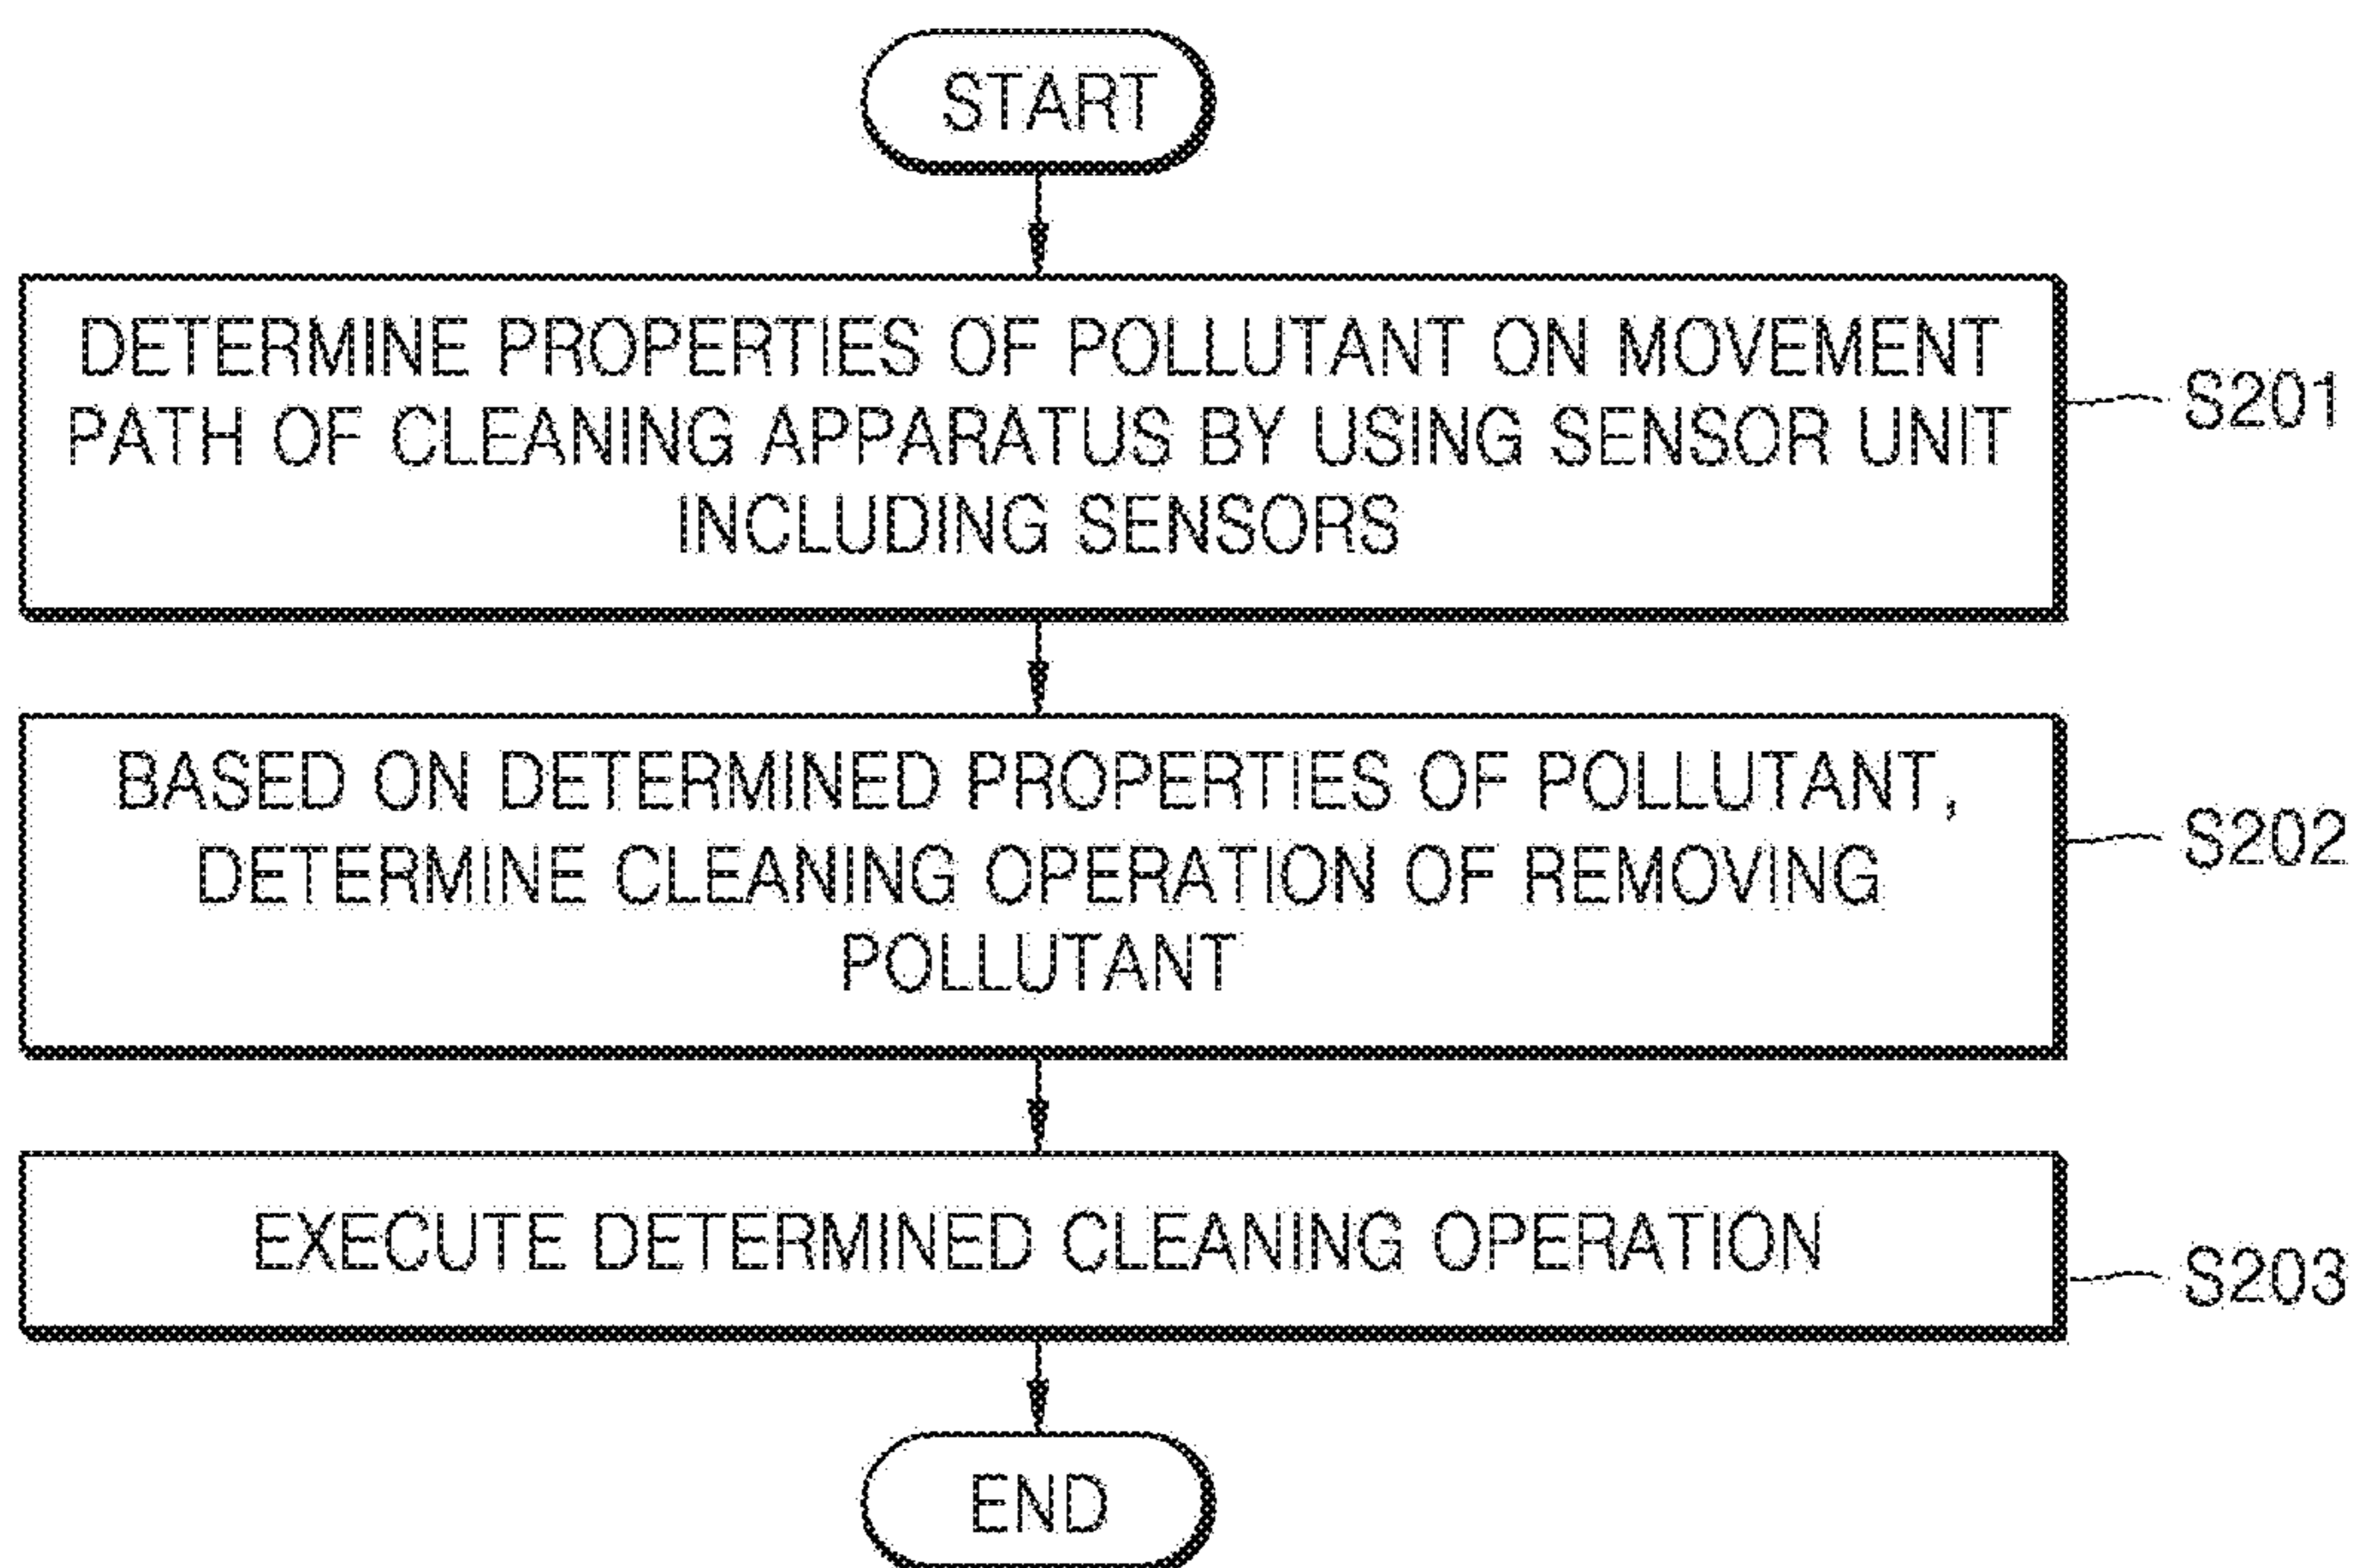 START
DETERMINE PROPERTIES OF POLLUTANT ON MOVEMENT
PATH OF CLEANING APPARATUS BY USING SENSOR UNIT
INCLUDING SENSORS
S201
BASED ON DETERMINED PROPERTIES OF POLLUTANT,
DETERMINE CLEANING OPERATION OF REMOVING
POLLUTANT
S202
EXECUTE DETERMINED CLEANING OPERATION
S203
END